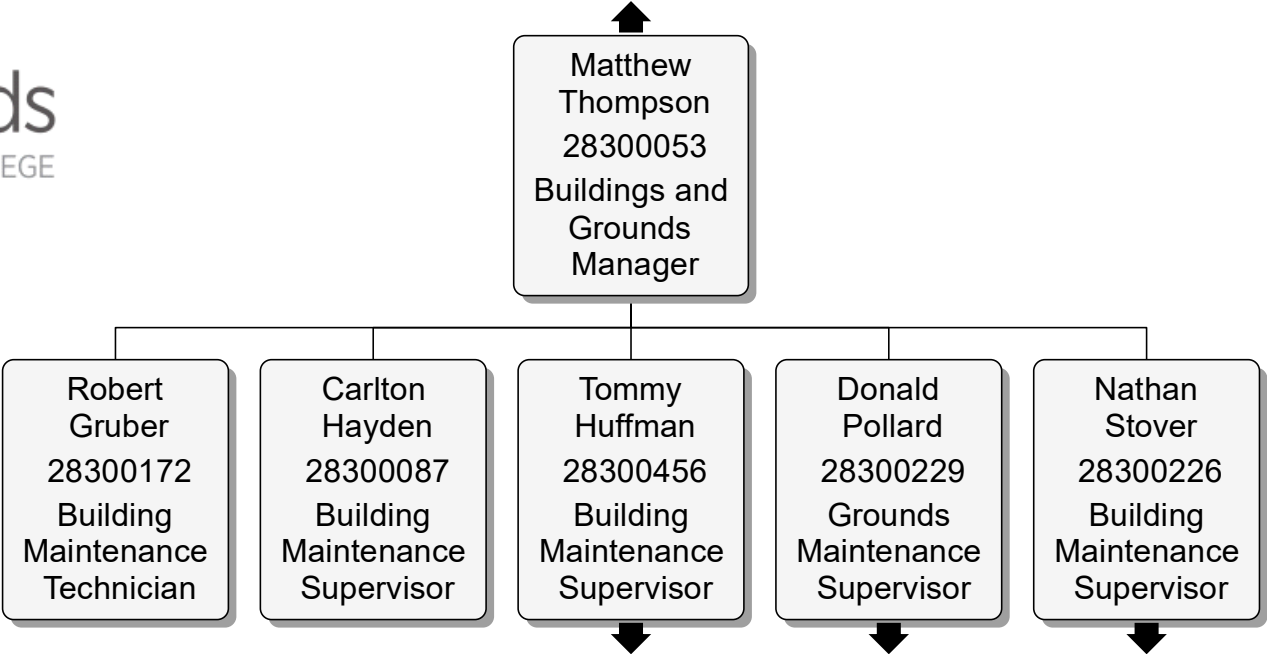 ds
EGE
Matthew
Thompson
28300053
Buildings and
Grounds
Manager
Robert
Gruber
28300172
Building
Maintenance
Technician
Carlton
Hayden
28300087
Building
Maintenance
Supervisor
Tommy
Huffman
28300456
Building
Maintenance
Supervisor
Donald
Pollard
28300229
Grounds
Maintenance
Supervisor
Nathan
Stover
28300226
Building
Maintenance
Supervisor